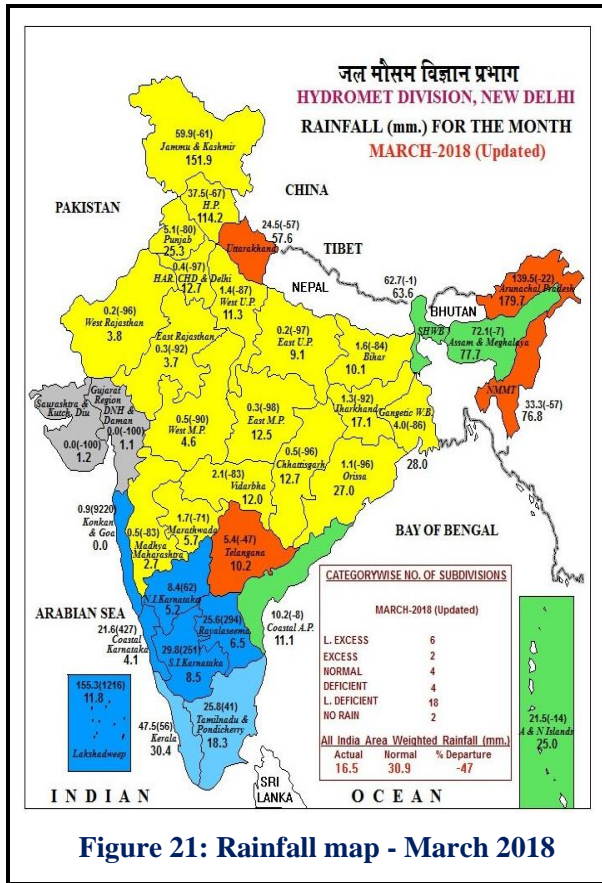 जल मौसम विज्ञान प्रभाग
HYDROMET DIVISION, NEW DELHI
RAINFALL (mm.) FOR THE MONTH
MARCH-2018 (Updated)
59.9(-61)
Jammu & Kashmir
151.9
CHINA
37.5(-67)
H.P.
114.2
PAKISTAN
5.1(-80)
Punjab
25.3
24.5(-57)
57.6
Uttarakhand
TIBET
0.4(-97)
HAR. CHD & Delhi
12.7
1.4(-87)
West U.P.
11.3
NEPAL
62.7(-1)
63.6
139.5(-22)
Arunachal Pradesh
179.7
BHUTAN
SHWB
72.1(-7)
Assam & Meghalaya
77.7
0.2(-96)
West Rajasthan
3.8
East Rajasthan
0.3(-92)
3.7
0.2(-97)
East U.P.
9.1
1.6(-84)
Bihar
10.1
NMMT
33.3(-57)
76.8
Saurashtra &
Kutch, Diu
0.0(-100)
1.2
Gujarat
Region
DNH &
Daman
0.0(-100)
1.1
0.5(-90)
West M.P.
4.6
0.3(-98)
East M.P.
12.5
1.3(-92)
Jharkhand
17.1
Gangetic W.B.
4.0(-86)
28.0
0.5(-96)
Chhattisgarh
12.7
1.1(-96)
Orissa
27.0
2.1(-83)
Vidarbha
12.0
0.9(9220)
Konkan
& Goa
0.0
0.5(-83)
Madhya
Maharashtra
2.7
1.7(-71)
Marathwada
5.7
5.4(-47)
Telangana
10.2
BAY OF BENGAL
ARABIAN SEA
8.4(62)
N.I.Karnataka
5.2
25.6(294)
Rayalaseema
6.5
10.2(-8)
Coastal A.P.
11.1
21.6(427)
Coastal
Karnataka
4.1
29.8(251)
S.I.Karnataka
8.5
155.3(1216)
11.8
Lakshadweep
47.5(56)
Kerala
30.4
25.8(41)
Tamilnadu &
Pondicherry
18.3
CATEGORYWISE NO. OF SUBDIVISIONS
MARCH-2018 (Updated)
L. EXCESS 6
EXCESS 2
NORMAL 4
DEFICIENT 4
L. DEFICIENT 18
NO RAIN 2
All India Area Weighted Rainfall (mm.)
Actual Normal % Departure
16.5 30.9 -47
21.5(-14)
A & N Islands
25.0
SRI
LANKA
INDIAN OCEAN
Figure 21: Rainfall map - March 2018